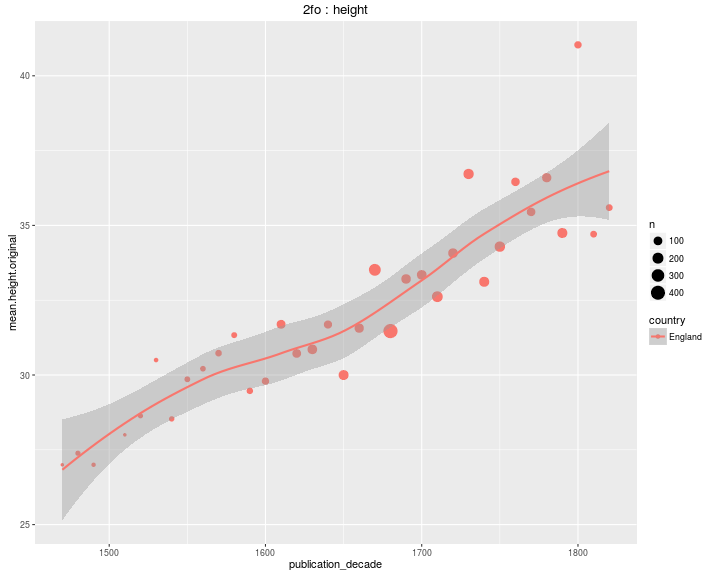 2fo : height
mean.height.original
40
35
30
25
1500
1600
1700
1800
publication_decade
n
100
200
300
400
country
England